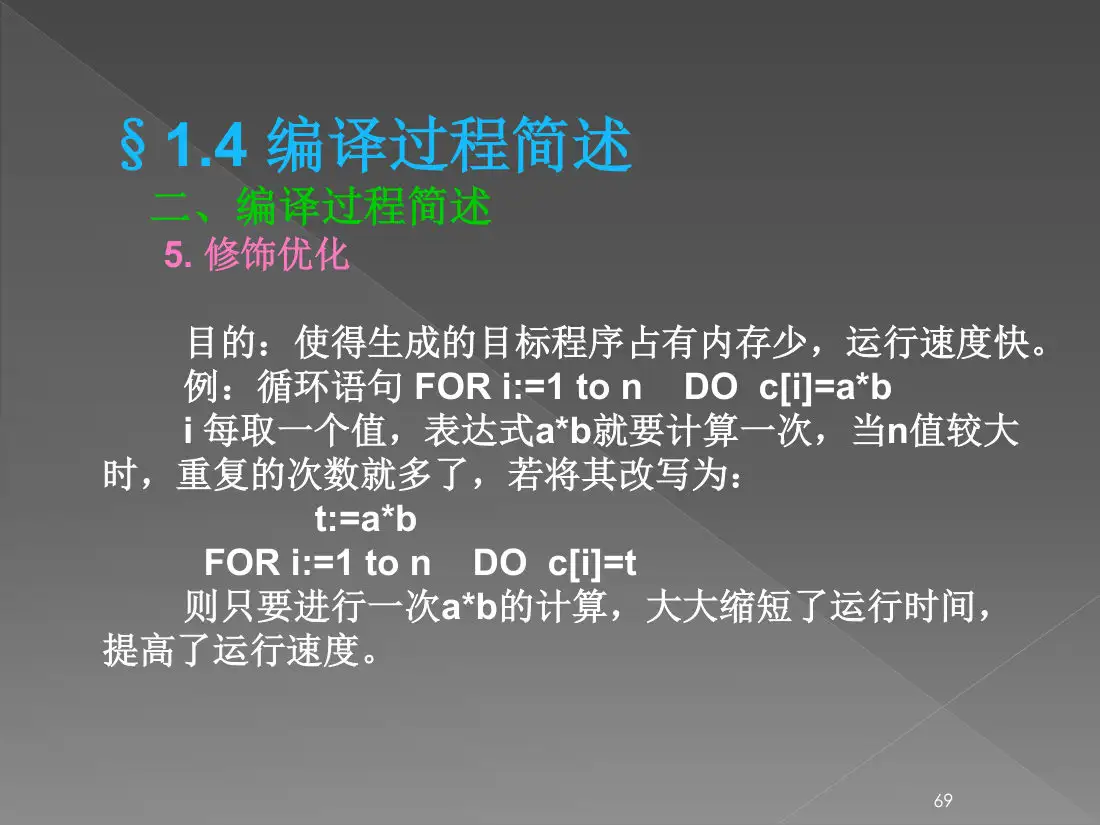 §1.4 编译过程简述
二、编译过程简述
5. 修饰优化
目的：使得生成的目标程序占有内存少，运行速度快。
例：循环语句 FOR i:=1 to n DO c[i]=a*b
i 每取一个值，表达式a*b就要计算一次，当n值较大
时，重复的次数就多了，若将其改写为：
t:=a*b
FOR i:=1 to n DO c[i]=t
则只要进行一次a*b的计算，大大缩短了运行时间，
提高了运行速度。
69